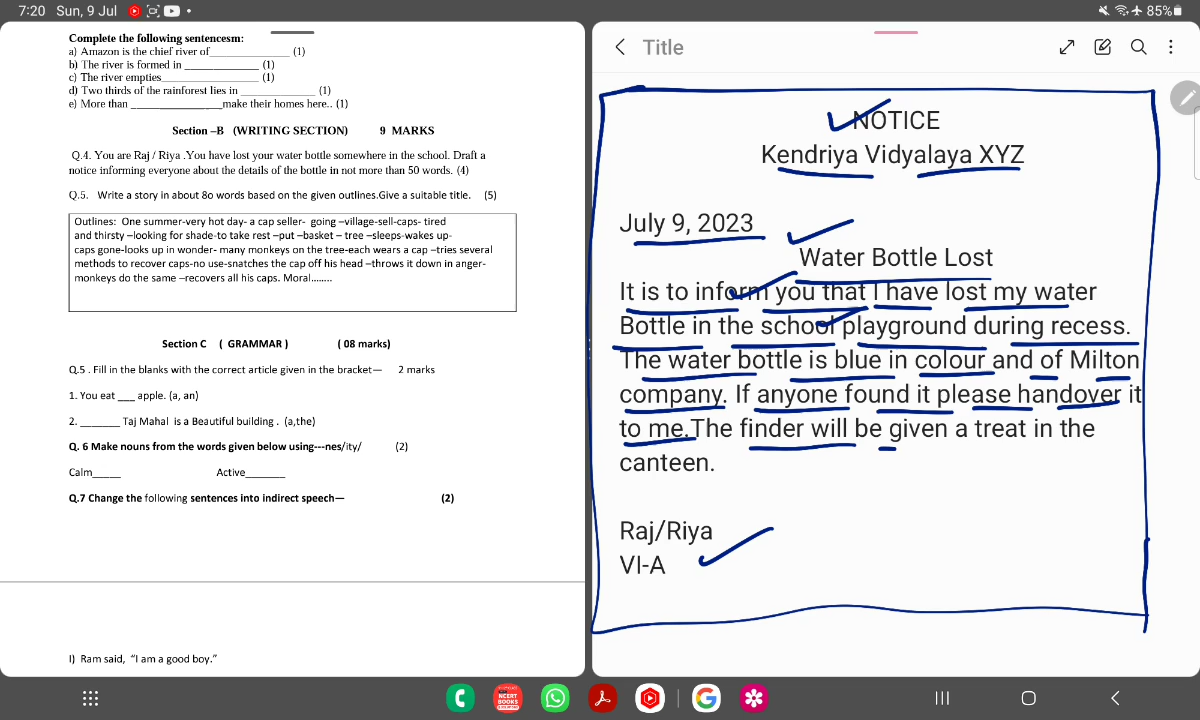 7:20 Sun, 9 Jul
85%
Complete the following sentencesm:
a) Amazon is the chief river of______________ (1)
b) The river is formed in _____________ (1)
c) The river empties_________________ (1)
d) Two thirds of the rainforest lies in _____________ (1)
e) More than ________________make their homes here.. (1)
Section –B (WRITING SECTION) 9 MARKS
Q.4. You are Raj / Riya .You have lost your water bottle somewhere in the school. Draft a
notice informing everyone about the details of the bottle in not more than 50 words. (4)
Q.5. Write a story in about 8o words based on the given outlines.Give a suitable title. (5)
Outlines: One summer-very hot day- a cap seller- going –village-sell-caps- tired
and thirsty –looking for shade-to take rest –put –basket – tree –sleeps-wakes up-
caps gone-looks up in wonder- many monkeys on the tree-each wears a cap –tries several
methods to recover caps-no use-snatches the cap off his head –throws it down in anger-
monkeys do the same –recovers all his caps. Moral........
Section C ( GRAMMAR ) ( 08 marks)
Q.5 . Fill in the blanks with the correct article given in the bracket— 2 marks
1. You eat ___ apple. (a, an)
2. _______ Taj Mahal is a Beautiful building . (a,the)
Q. 6 Make nouns from the words given below using---nes/ity/ (2)
Calm_____ Active_______
Q.7 Change the following sentences into indirect speech— (2)
I) Ram said, “I am a good boy.”
Title
NOTICE
Kendriya Vidyalaya XYZ
July 9, 2023
Water Bottle Lost
It is to inform you that I have lost my water
Bottle in the school playground during recess.
The water bottle is blue in colour and of Milton
company. If anyone found it please handover it
to me.The finder will be given a treat in the
canteen.
Raj/Riya
VI-A
NCERT
BOOKS